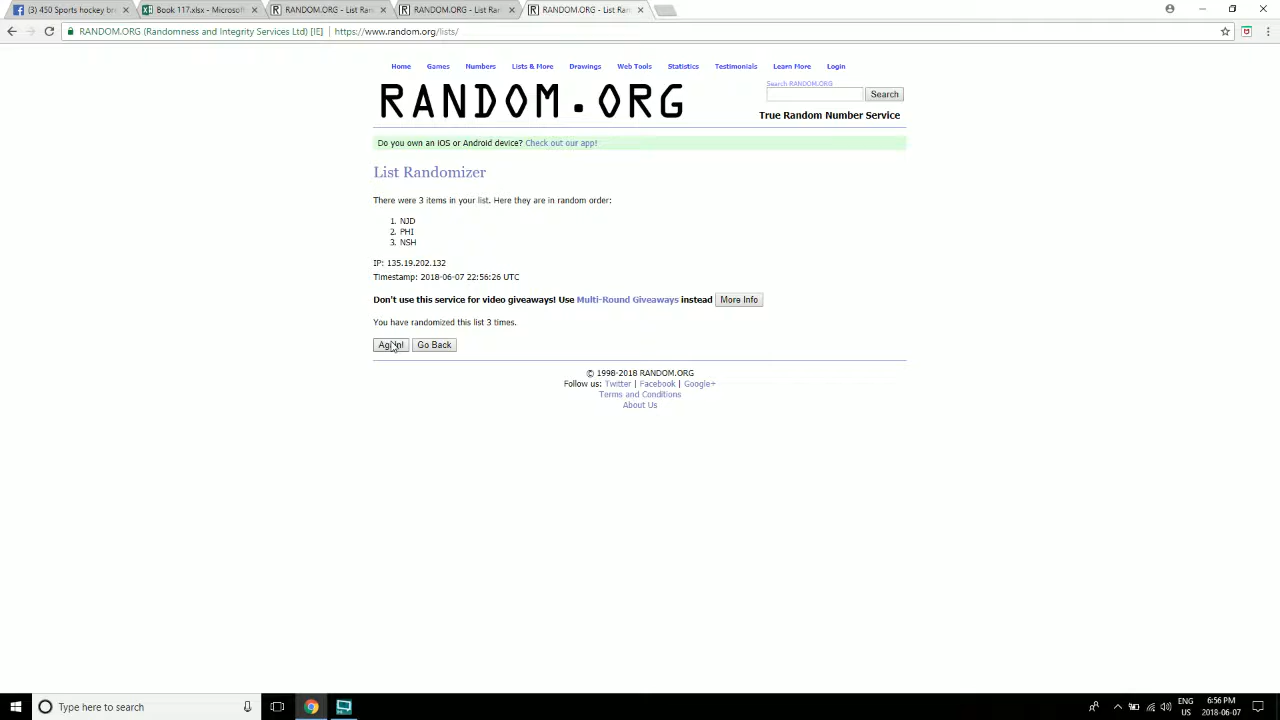 (3) 450 Sports hockey br
Book 117.xlsx - Microsoft
RANDOM.ORG - List Ran
RANDOM.ORG - List Ran
RANDOM.ORG - List Ran
RANDOM.ORG (Randomness and Integrity Services Ltd) [IE] | https://www.random.org/lists/
Home Games Numbers Lists & More Drawings Web Tools Statistics Testimonials Learn More Login
Search RANDOM.ORG
RANDOM.ORG
Search
True Random Number Service
Do you own an iOS or Android device? Check out our app!
List Randomizer
There were 3 items in your list. Here they are in random order:
1. NJD
2. PHI
3. NSH
IP: 135.19.202.132
Timestamp: 2018-06-07 22:56:26 UTC
Don't use this service for video giveaways! Use Multi-Round Giveaways instead More Info
You have randomized this list 3 times.
Again! Go Back
© 1998-2018 RANDOM.ORG
Follow us: Twitter | Facebook | Google+
Terms and Conditions
About Us
Type here to search
ENG
US
6:56 PM
2018-06-07